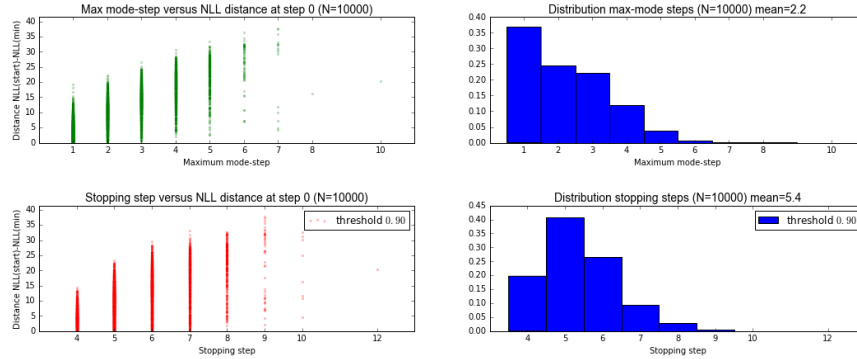 Max mode-step versus NLL distance at step 0 (N=10000)
Distance NLL(start)-NLL(min)
40
35
30
25
20
15
10
5
0
1 2 3 4 5 6 7 8 10
Maximum mode-step
Distribution max-mode steps (N=10000) mean=2.2
0.40
0.35
0.30
0.25
0.20
0.15
0.10
0.05
0.00
1 2 3 4 5 6 7 8 10
Maximum mode-step
Stopping step versus NLL distance at step 0 (N=10000)
Distance NLL(start)-NLL(min)
40
35
30
25
20
15
10
5
0
threshold 0.90
4 5 6 7 8 9 10 12
Stopping step
Distribution stopping steps (N=10000) mean=5.4
0.45
0.40
0.35
0.30
0.25
0.20
0.15
0.10
0.05
0.00
threshold 0.90
4 5 6 7 8 9 10 12
Stopping step